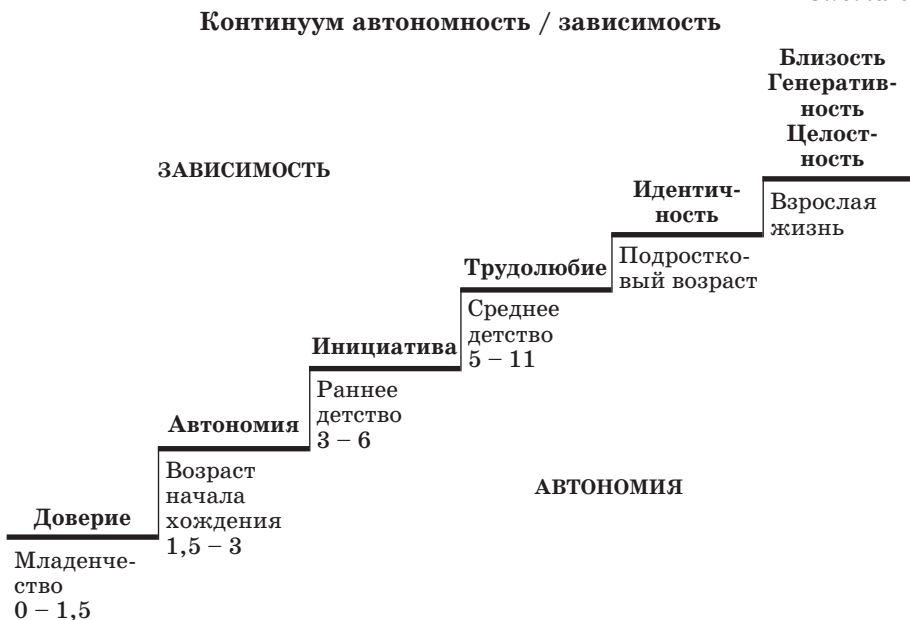 Континуум автономность / зависимость
Близость
Генератив-
ность
Целост-
ность
ЗАВИСИМОСТЬ
Взрослая
жизнь
Идентич-
ность
Подростко-
вый возраст
Трудолюбие
Среднее
детство
5 – 11
Инициатива
Раннее
детство
3 – 6
Автономия
Возраст
начала
хождения
1,5 – 3
АВТОНОМИЯ
Доверие
Младенче-
ство
0 – 1,5